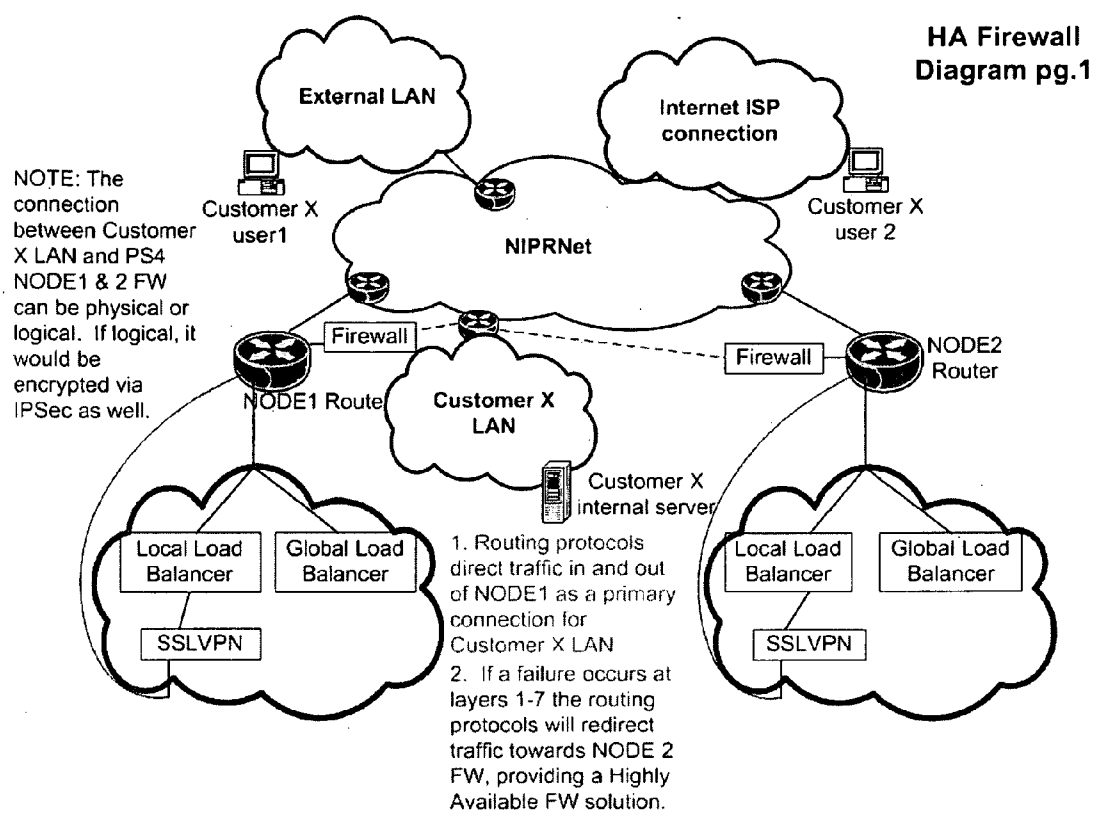 HA Firewall
Diagram pg.1
External LAN
Internet ISP
connection
NOTE: The
connection
between Customer
X LAN and PS4
NODE1 & 2 FW
can be physical or
logical. If logical, it
would be
encrypted via
IPSec as well.
Customer X
user1
Customer X
user 2
NIPRNet
Firewall
Firewall
NODE2
Router
NODE1 Route
Customer X
LAN
Customer X
internal server
Local Load
Balancer
Global Load
Balancer
SSLVPN
1. Routing protocols
direct traffic in and out
of NODE1 as a primary
connection for
Customer X LAN
2. If a failure occurs at
layers 1-7 the routing
protocols will redirect
traffic towards NODE 2
FW, providing a Highly
Available FW solution.
Local Load
Balancer
Global Load
Balancer
SSLVPN